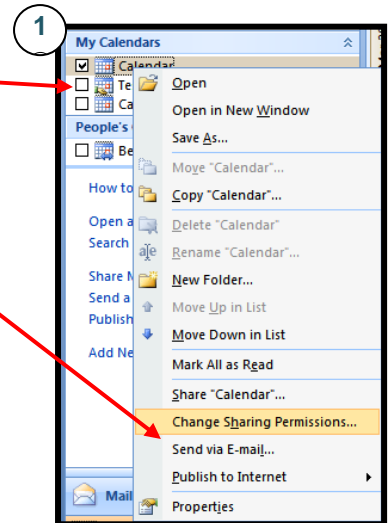 1
My Calendars
Calendar
Te
Ca
People's
Be
How to
Open a
Search
Share M
Send a
Publish
Add Ne
Mail
Open
Open in New Window
Save As...
Move "Calendar"...
Copy "Calendar"...
Delete "Calendar"
Rename "Calendar"...
New Folder...
Move Up in List
Move Down in List
Mark All as Read
Share "Calendar"...
Change Sharing Permissions...
Send via E-mail...
Publish to Internet
Properties